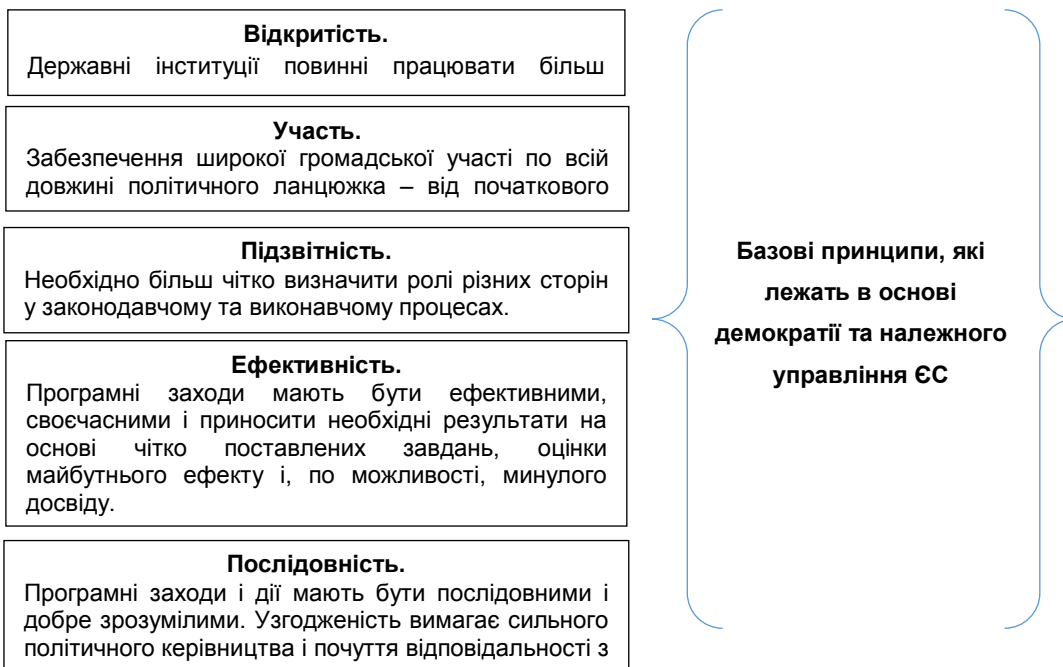 Відкритість.
Державні інституції повинні працювати більш
Участь.
Забезпечення широкої громадської участі по всій
довжині політичного ланцюжка – від початкового
Підзвітність.
Необхідно більш чітко визначити ролі різних сторін
у законодавчому та виконавчому процесах.
Ефективність.
Програмні заходи мають бути ефективними,
своєчасними і приносити необхідні результати на
основі чітко поставлених завдань, оцінки
майбутнього ефекту і, по можливості, минулого
досвіду.
Послідовність.
Програмні заходи і дії мають бути послідовними і
добре зрозумілими. Узгодженість вимагає сильного
політичного керівництва і почуття відповідальності з
Базові принципи, які
лежать в основі
демократії та належного
управління ЄС